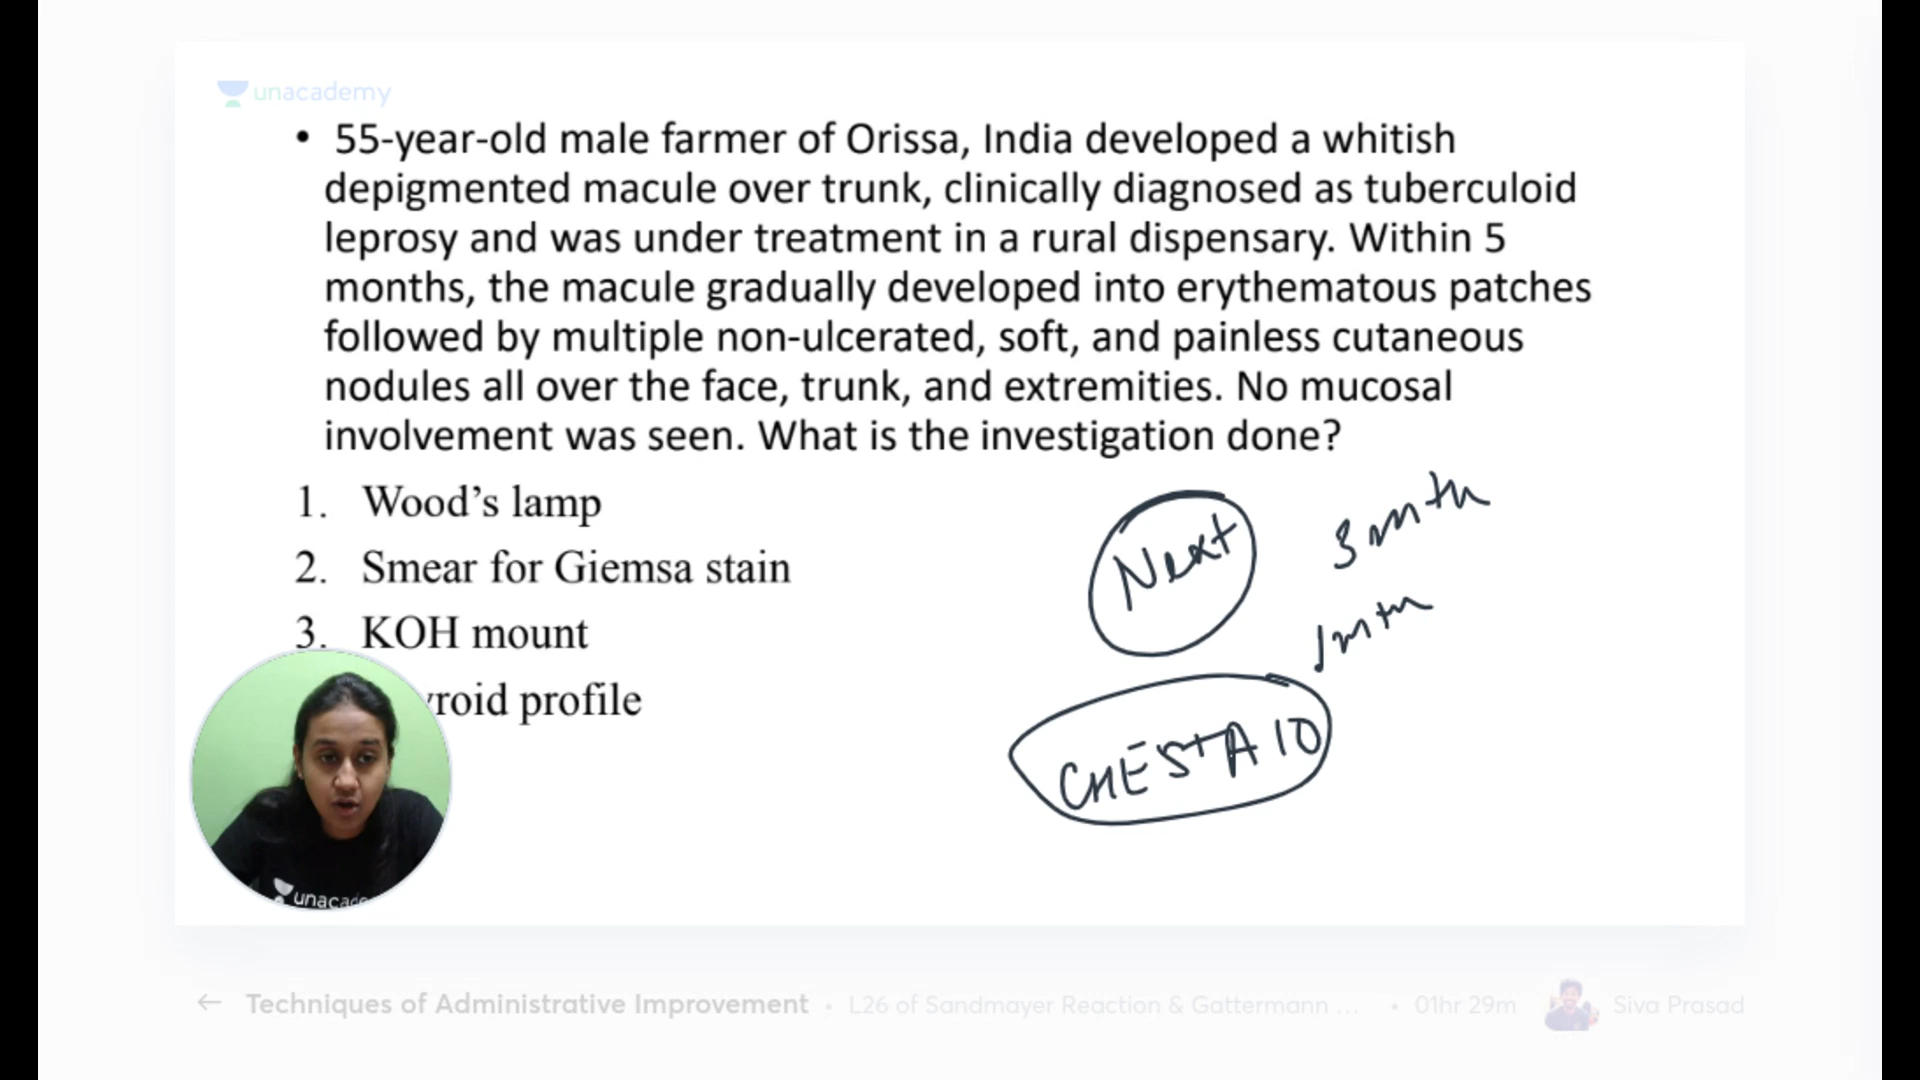 unacademy
• 55-year-old male farmer of Orissa, India developed a whitish
depigmented macule over trunk, clinically diagnosed as tuberculoid
leprosy and was under treatment in a rural dispensary. Within 5
months, the macule gradually developed into erythematous patches
followed by multiple non-ulcerated, soft, and painless cutaneous
nodules all over the face, trunk, and extremities. No mucosal
involvement was seen. What is the investigation done?
1. Wood's lamp
2. Smear for Giemsa stain
3. KOH mount
roid profile
Next
3 mth
1mth
CHESTA10
unacade
← Techniques of Administrative Improvement • L26 of Sandmayer Reaction & Gattermann ... • 01hr 29m Siva Prasad